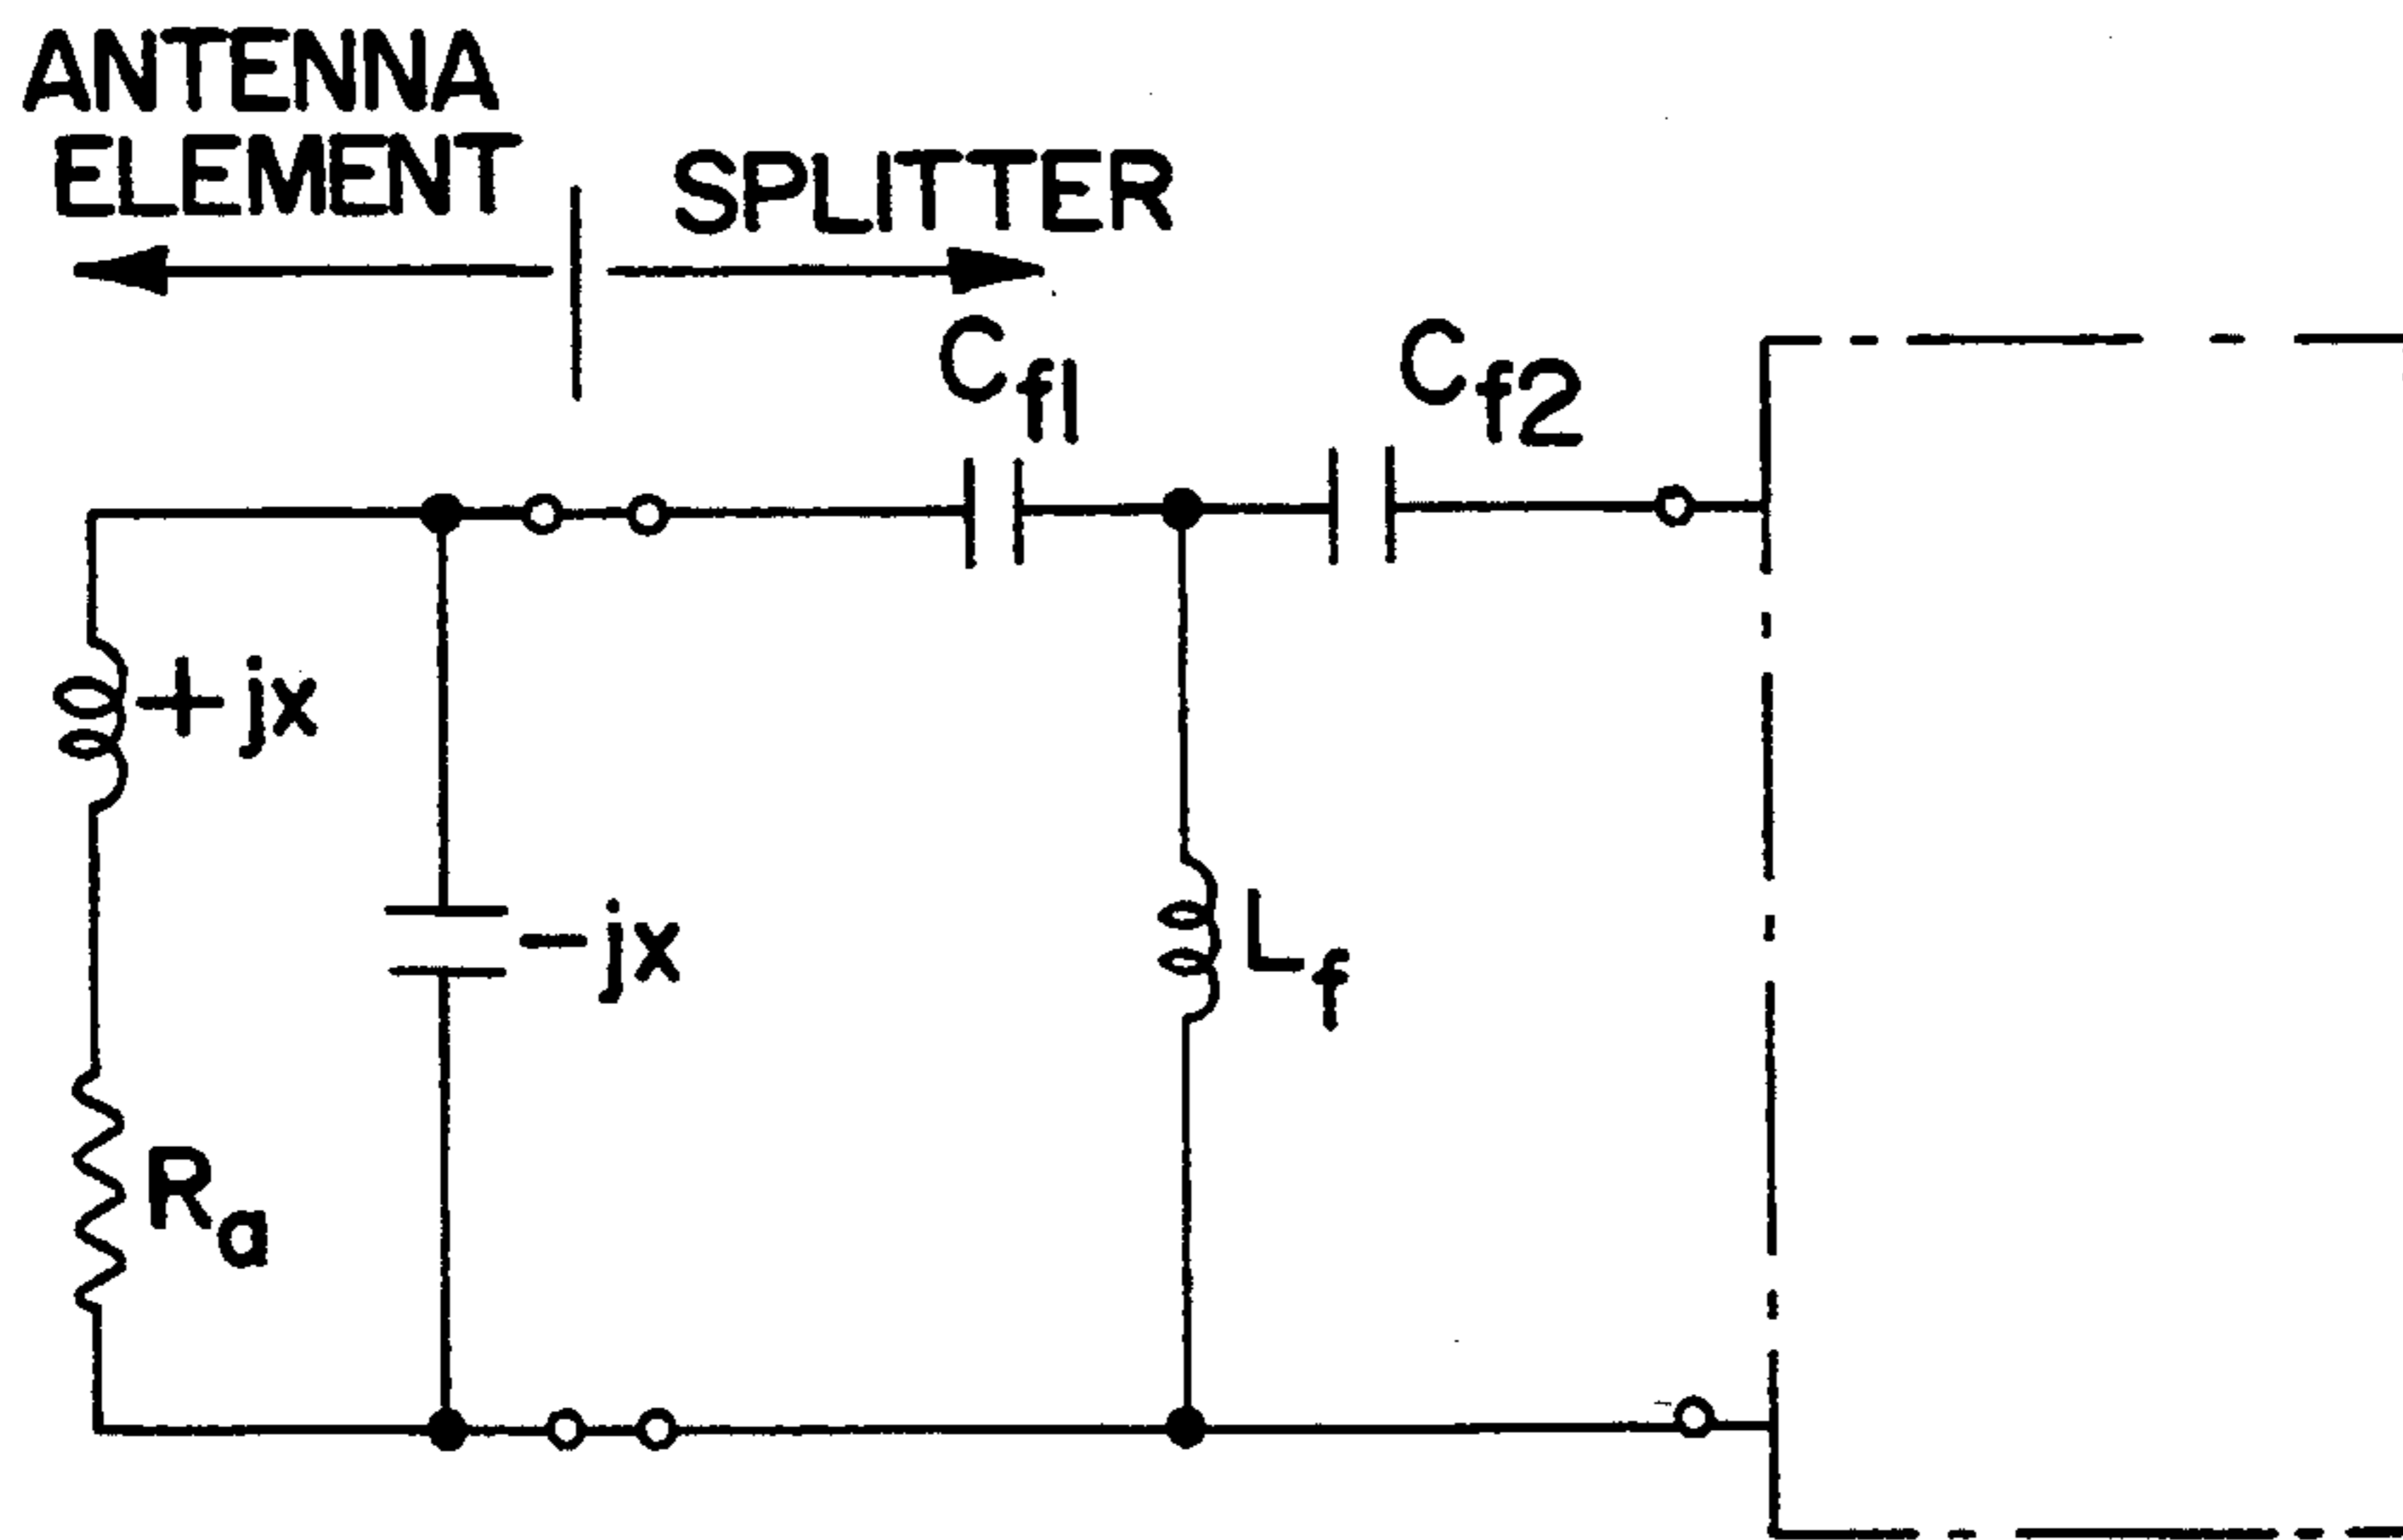 ANTENNA
ELEMENT
SPLITTER
Cf1
Cf2
+jx
-jx
Lf
Ra